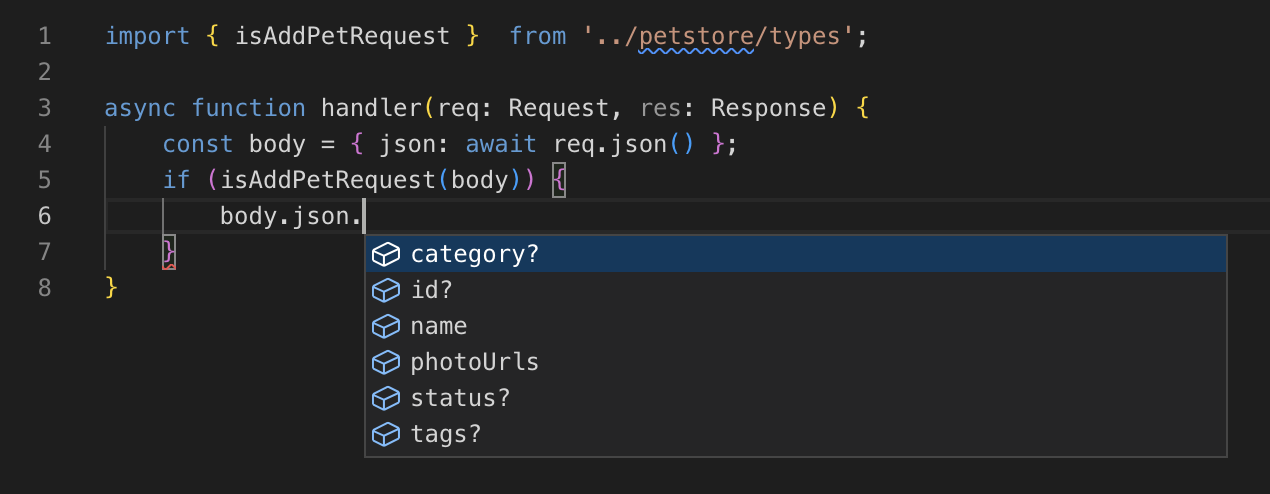 1 import { isAddPetRequest }  from '../petstore/types';
2
3 async function handler(req: Request, res: Response) {
4     const body = { json: await req.json() };
5     if (isAddPetRequest(body)) {
6         body.json.
category?
7     }
id?
8 }
name
photoUrls
status?
tags?